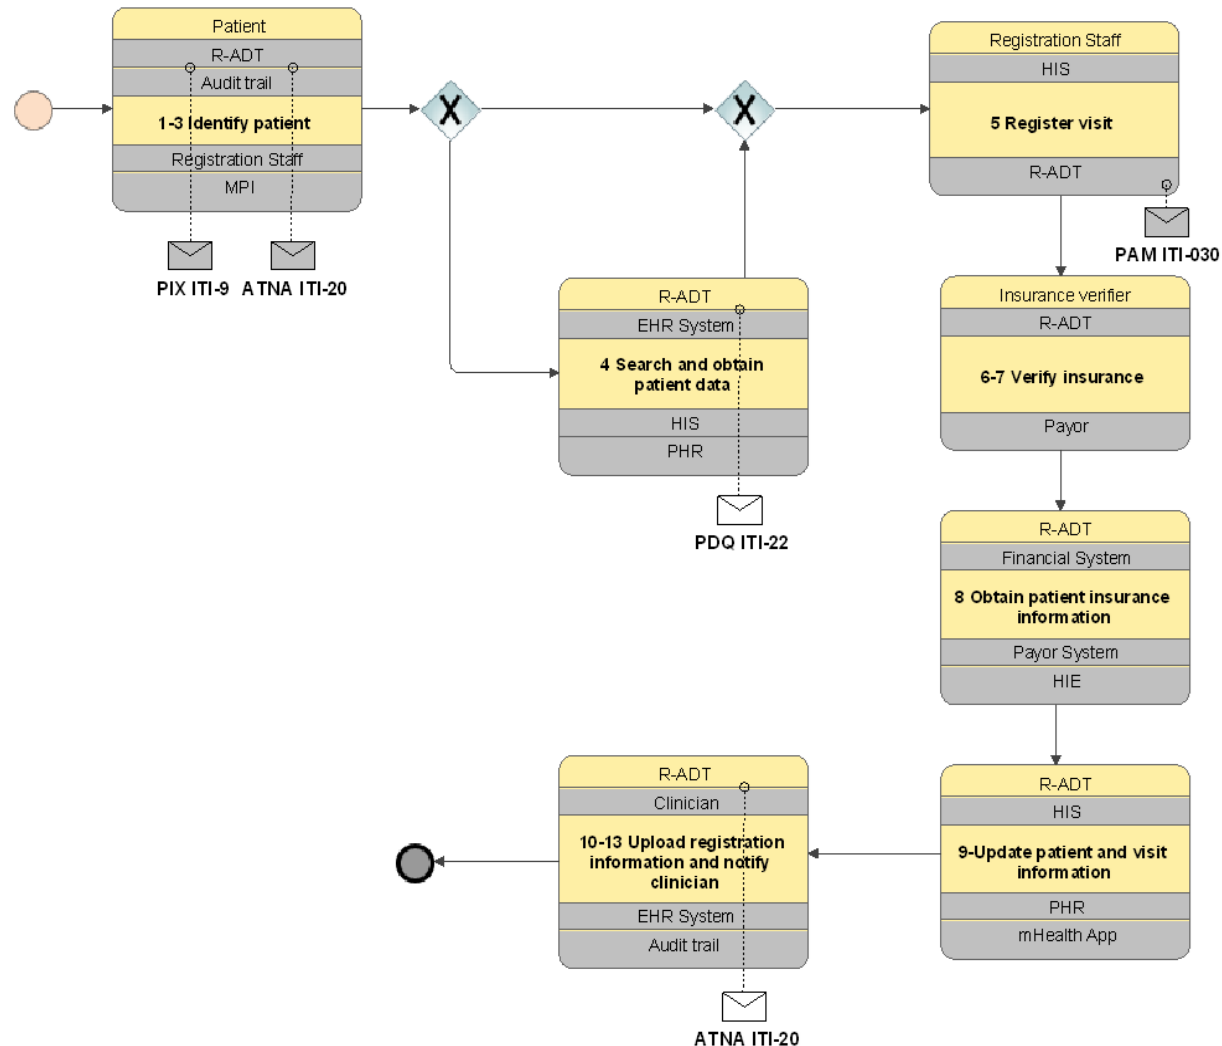 Patient
R-ADT
Audit trail
1-3 Identify patient
Registration Staff
MPI
PIX ITI-9
ATNA ITI-20
X
X
Registration Staff
HIS
5 Register visit
R-ADT
PAM ITI-030
R-ADT
EHR System
4 Search and obtain
patient data
HIS
PHR
PDQ ITI-22
Insurance verifier
R-ADT
6-7 Verify insurance
Payor
R-ADT
Financial System
8 Obtain patient insurance
information
Payor System
HIE
R-ADT
HIS
9-Update patient and visit
information
PHR
mHealth App
R-ADT
Clinician
10-13 Upload registration
information and notify
clinician
EHR System
Audit trail
ATNA ITI-20